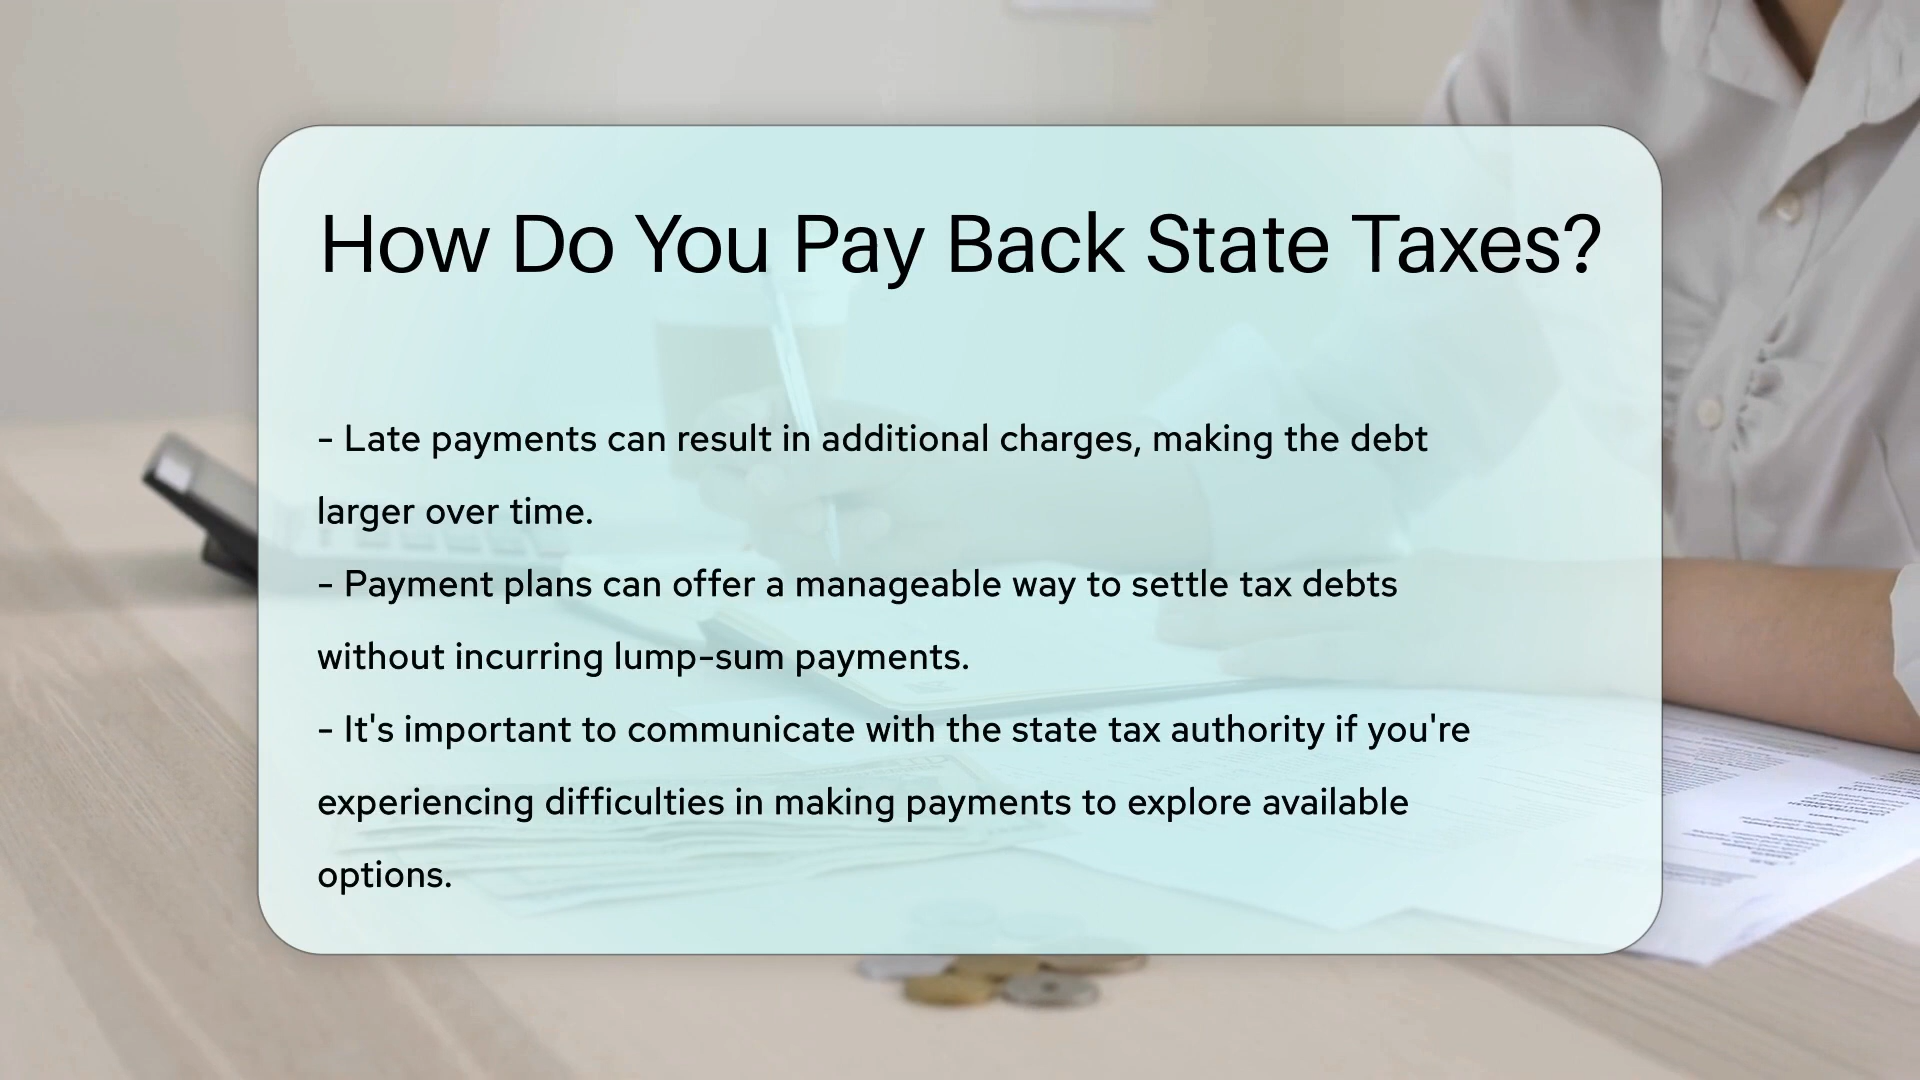 How Do You Pay Back State Taxes?
- Late payments can result in additional charges, making the debt
larger over time.
- Payment plans can offer a manageable way to settle tax debts
without incurring lump-sum payments.
- It's important to communicate with the state tax authority if you're
experiencing difficulties in making payments to explore available
options.